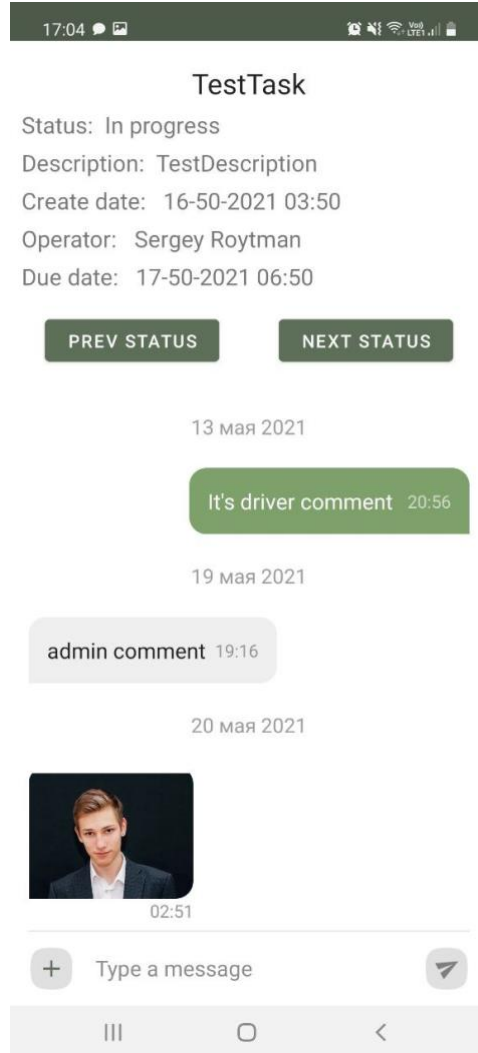 17:04
Vo)) LTE1
TestTask
Status: In progress
Description: TestDescription
Create date: 16-50-2021 03:50
Operator: Sergey Roytman
Due date: 17-50-2021 06:50
PREV STATUS NEXT STATUS
13 мая 2021
It's driver comment 20:56
19 мая 2021
admin comment 19:16
20 мая 2021
02:51
Type a message